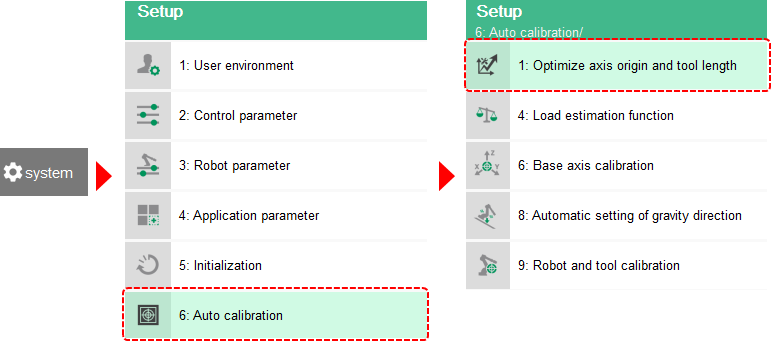 system
Setup
1: User environment
2: Control parameter
3: Robot parameter
4: Application parameter
5: Initialization
6: Auto calibration
Setup
6: Auto calibration/
1: Optimize axis origin and tool length
4: Load estimation function
6: Base axis calibration
8: Automatic setting of gravity direction
9: Robot and tool calibration
Z
X
Y